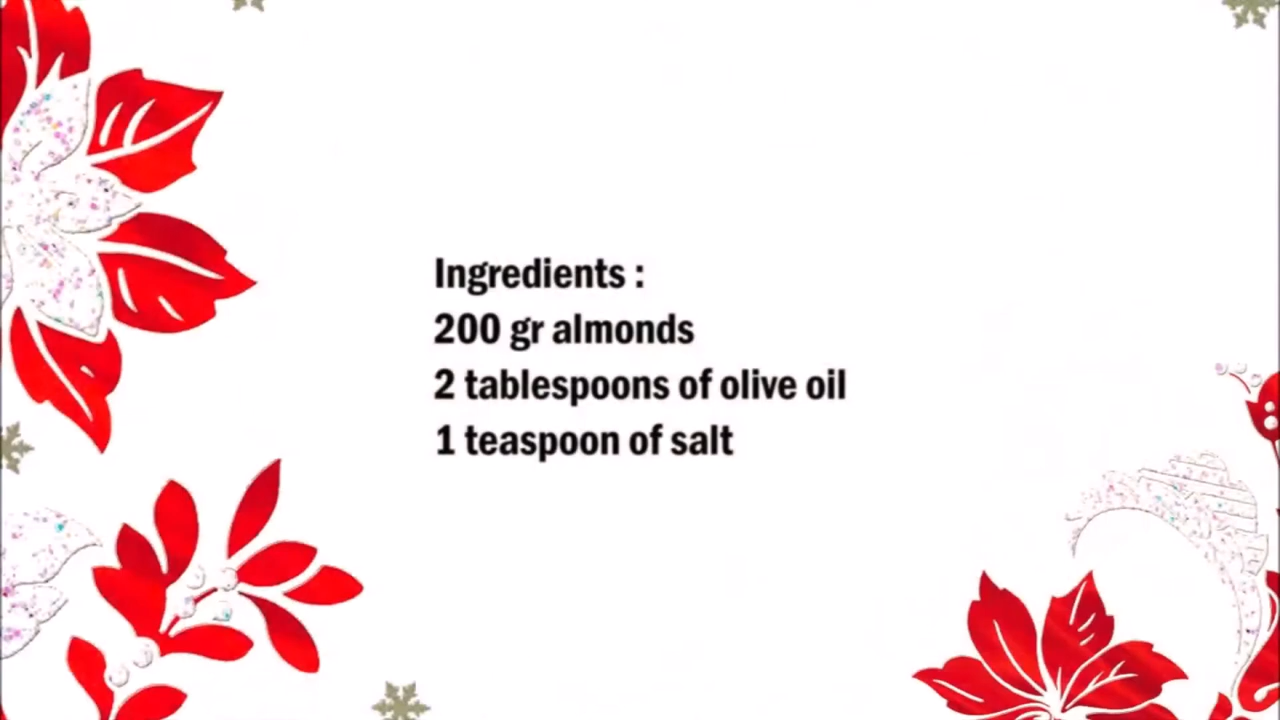 Ingredients :
200 gr almonds
2 tablespoons of olive oil
1 teaspoon of salt